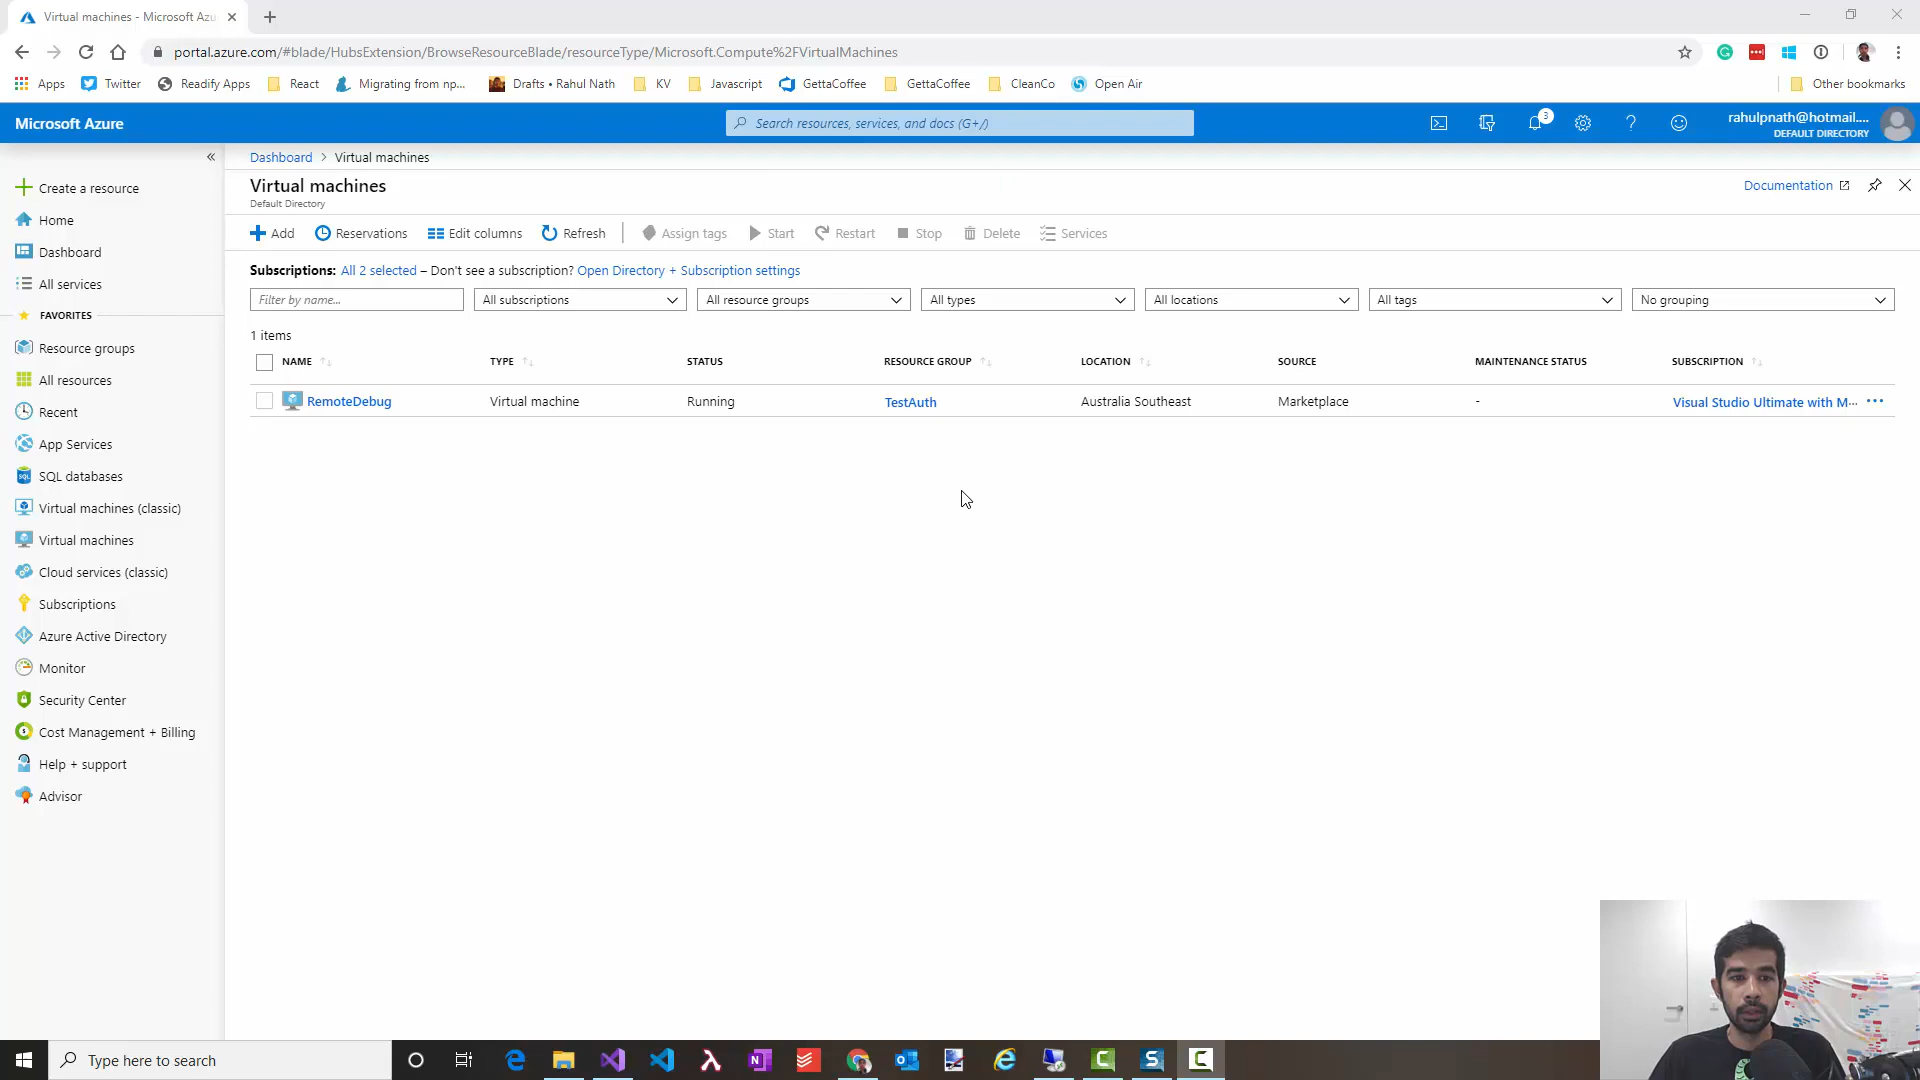 Virtual machines - Microsoft Azu
portal.azure.com/#blade/HubsExtension/BrowseResourceBlade/resourceType/Microsoft.Compute%2FVirtualMachines
Apps
Twitter
Readify Apps
React
Migrating from np...
Drafts • Rahul Nath
KV
Javascript
GettaCoffee
GettaCoffee
CleanCo
Open Air
Other bookmarks
Microsoft Azure
Search resources, services, and docs (G+/)
3
rahulpnath@hotmail....
DEFAULT DIRECTORY
Create a resource
Home
Dashboard
All services
FAVORITES
Resource groups
All resources
Recent
App Services
SQL databases
Virtual machines (classic)
Virtual machines
Cloud services (classic)
Subscriptions
Azure Active Directory
Monitor
Security Center
Cost Management + Billing
Help + support
Advisor
Dashboard > Virtual machines
Virtual machines
Default Directory
Documentation
Add
Reservations
Edit columns
Refresh
Assign tags
Start
Restart
Stop
Delete
Services
Subscriptions: All 2 selected – Don't see a subscription? Open Directory + Subscription settings
Filter by name...
All subscriptions
All resource groups
All types
All locations
All tags
No grouping
1 items
NAME TYPE STATUS RESOURCE GROUP LOCATION SOURCE MAINTENANCE STATUS SUBSCRIPTION
RemoteDebug Virtual machine Running TestAuth Australia Southeast Marketplace - Visual Studio Ultimate with M... ...
Type here to search